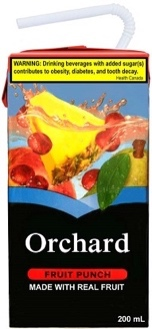 WARNING: Drinking beverages with added sugar(s)
contributes to obesity, diabetes, and tooth decay.
Health Canada
Orchard
FRUIT PUNCH
MADE WITH REAL FRUIT
200 mL